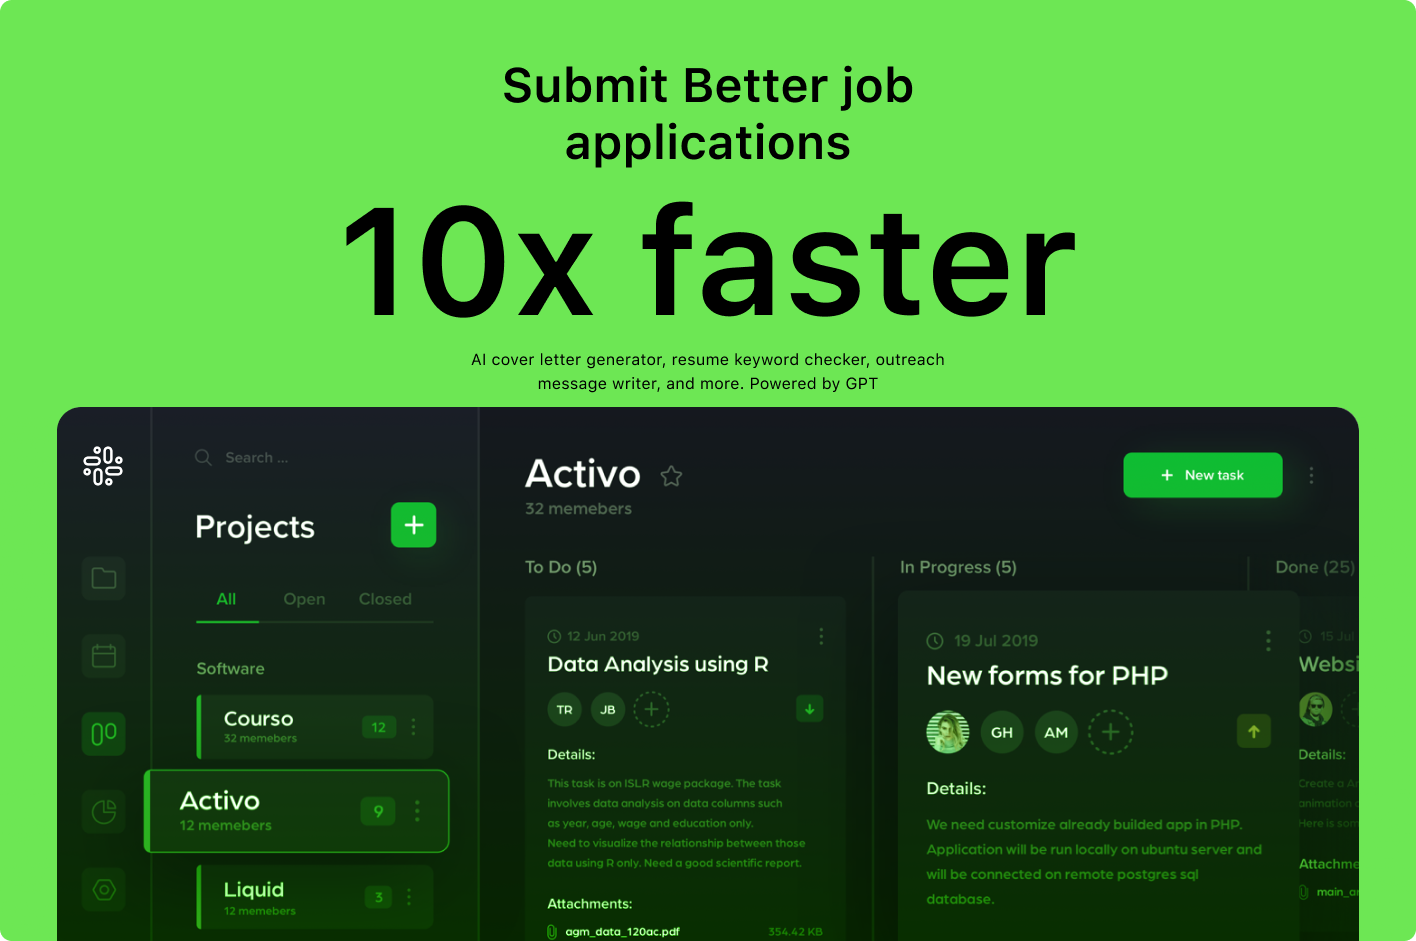 Submit Better job
applications
10x faster
AI cover letter generator, resume keyword checker, outreach
message writer, and more. Powered by GPT
Search ...
Projects
All Open Closed
Software
Courso
32 memebers
12
Activo
12 memebers
9
Liquid
12 memebers
3
Activo
32 memebers
New task
To Do (5)
12 Jun 2019
Data Analysis using R
TR JB
Details:
This task is on ISLR wage package. The task
involves data analysis on data columns such
as year, age, wage and education only.
Need to visualize the relationship between those
data using R only. Need a good scientific report.
Attachments:
agm_data_120ac.pdf 354.42 KB
In Progress (5)
19 Jul 2019
New forms for PHP
GH AM
Details:
We need customize already builded app in PHP.
Application will be run locally on ubuntu server and
will be connected on remote postgres sql
database.
Done (25)
15 Jul
Websi
Details:
Create a A
animation
Here is som
Attachme
main_ar